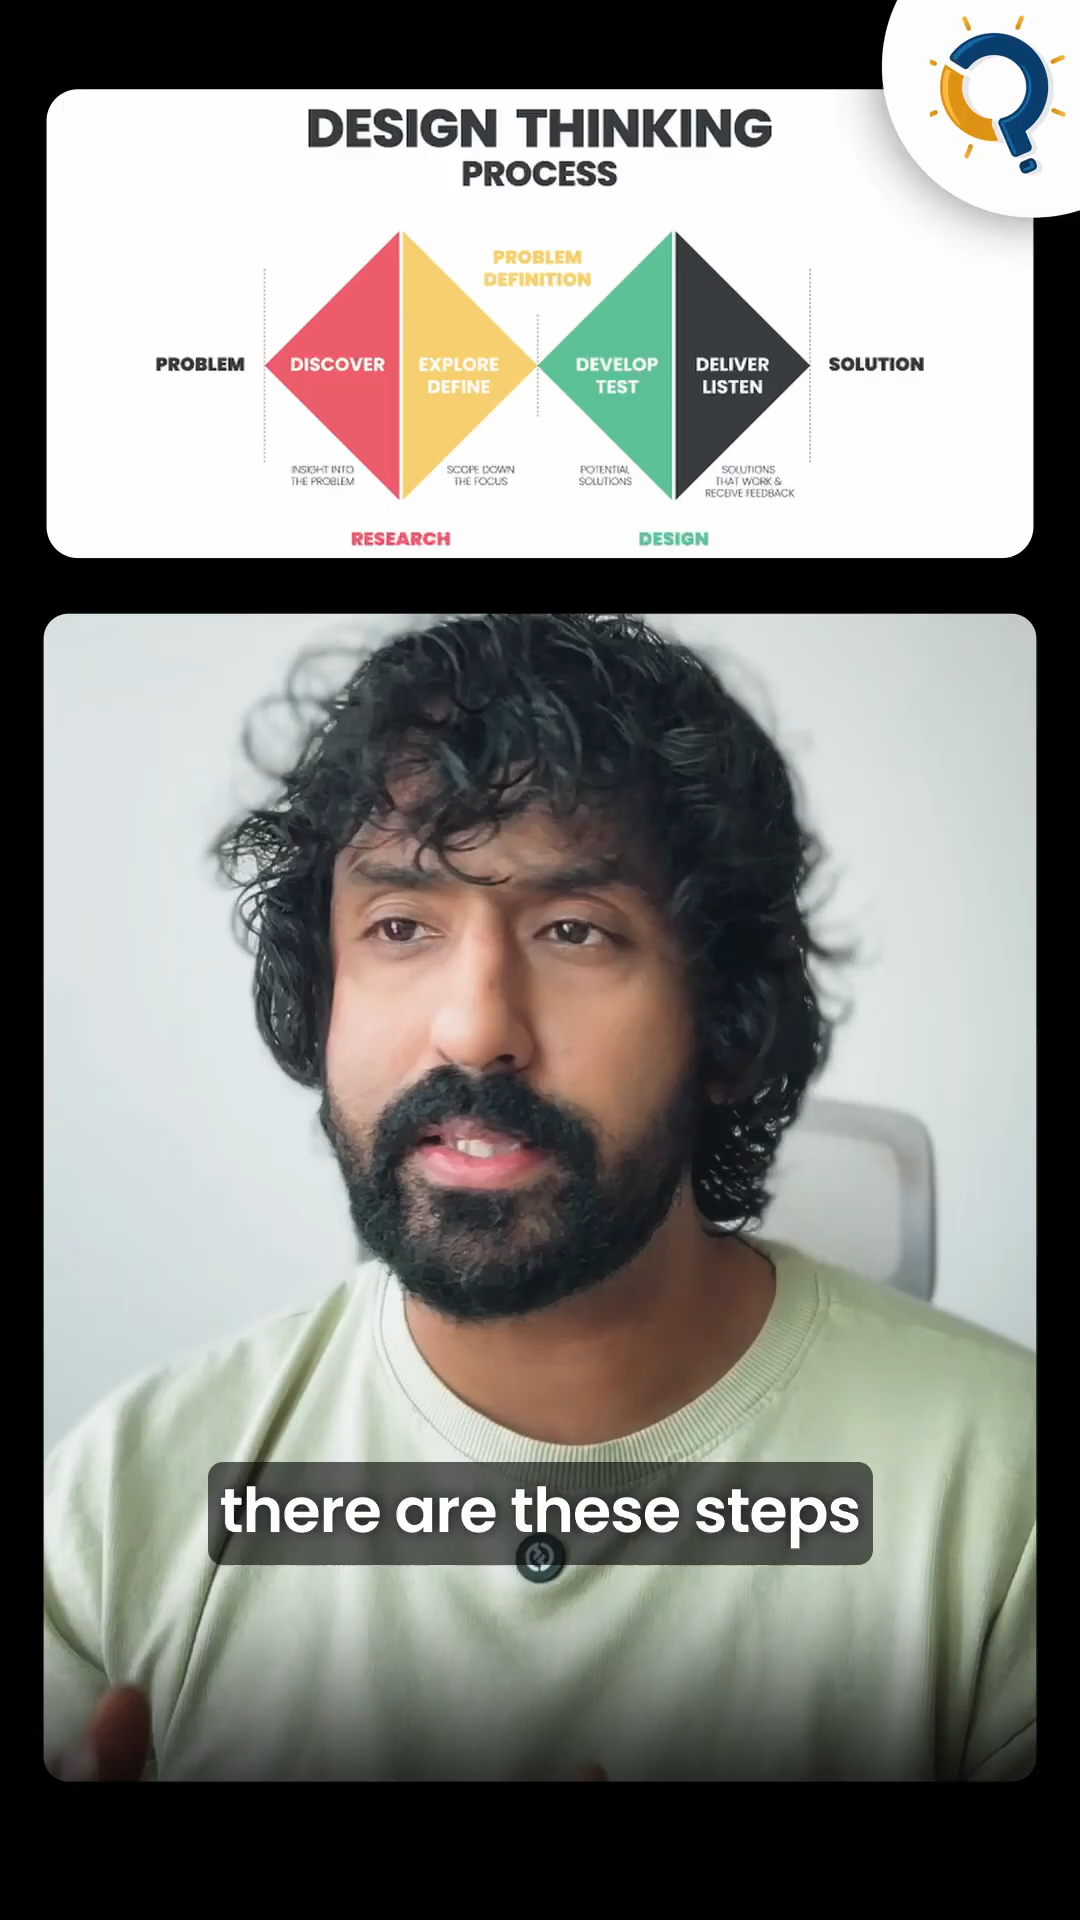 DESIGN THINKING
PROCESS
PROBLEM
DEFINITION
PROBLEM
DISCOVER
EXPLORE
DEFINE
DEVELOP
TEST
DELIVER
LISTEN
SOLUTION
INSIGHT INTO
THE PROBLEM
SCOPE DOWN
THE FOCUS
POTENTIAL
SOLUTIONS
SOLUTIONS
THAT WORK &
RECEIVE FEEDBACK
RESEARCH
DESIGN
there are these steps